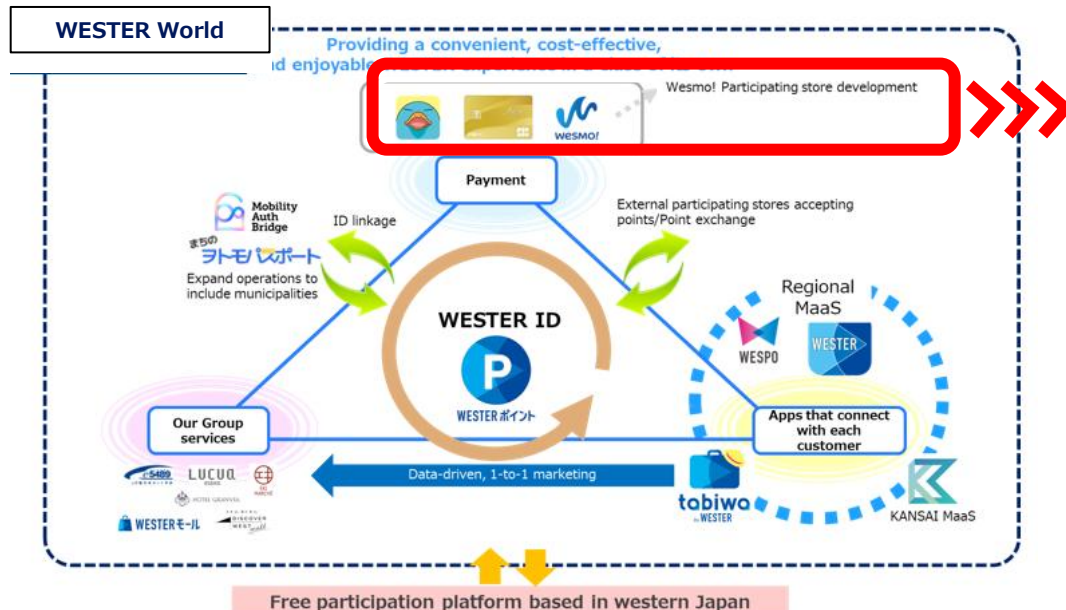 WESTER World
Providing a convenient, cost-effective,
nd enjoyable
wesmo!
Wesmo! Participating store development
Payment
Mobility
Auth
Bridge
ID linkage
まちの
ヲトモパスポート
Expand operations to
include municipalities
External participating stores accepting
points/Point exchange
Regional
MaaS
WESPO
WESTER
WESTER ID
P
WESTERポイント
Our Group
services
Apps that connect
with each
customer
Data-driven, 1-to-1 marketing
e5489
LUCUA
OSAKA
HOTEL GRANVIA
WESTERモール
DISCOVER
WEST
tabiwa
by WESTER
KANSAI MaaS
Free participation platform based in western Japan